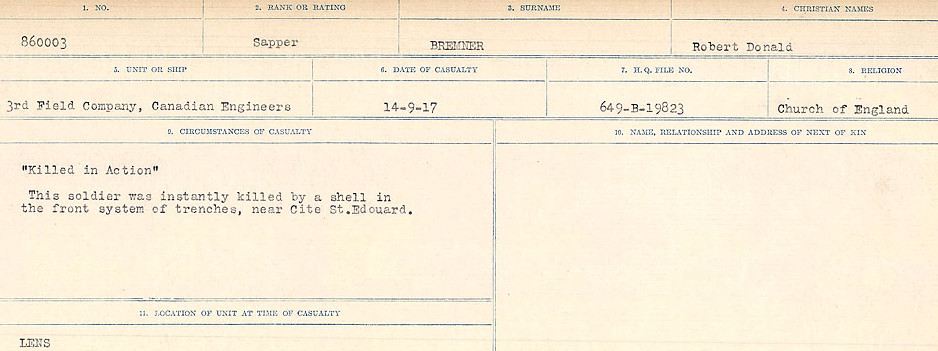 1. NO. 2. RANK OR RATING 3. SURNAME 4. CHRISTIAN NAMES
860003 Sapper BREMNER Robert Donald
5. UNIT OR SHIP 6. DATE OF CASUALTY 7. H.Q. FILE NO. 8. RELIGION
3rd Field Company, Canadian Engineers 14-9-17 649-B-19823 Church of England
9. CIRCUMSTANCES OF CASUALTY 10. NAME, RELATIONSHIP AND ADDRESS OF NEXT OF KIN
"Killed in Action"
This soldier was instantly killed by a shell in
the front system of trenches, near Cite St.Edouard.
11. LOCATION OF UNIT AT TIME OF CASUALTY
LENS